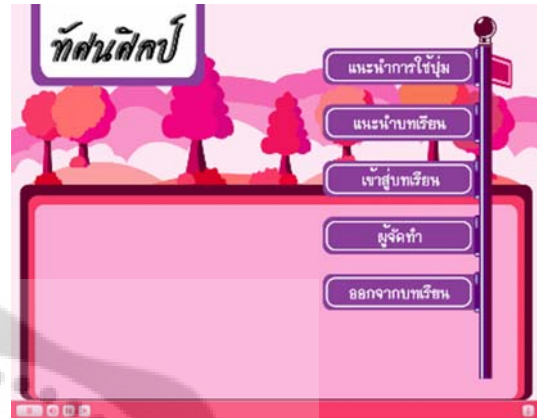 ทัศนศิลป์
แนะนำการใช้ปุ่ม
แนะนำบทเรียน
เข้าสู่บทเรียน
ผู้จัดทำ
ออกจากบทเรียน